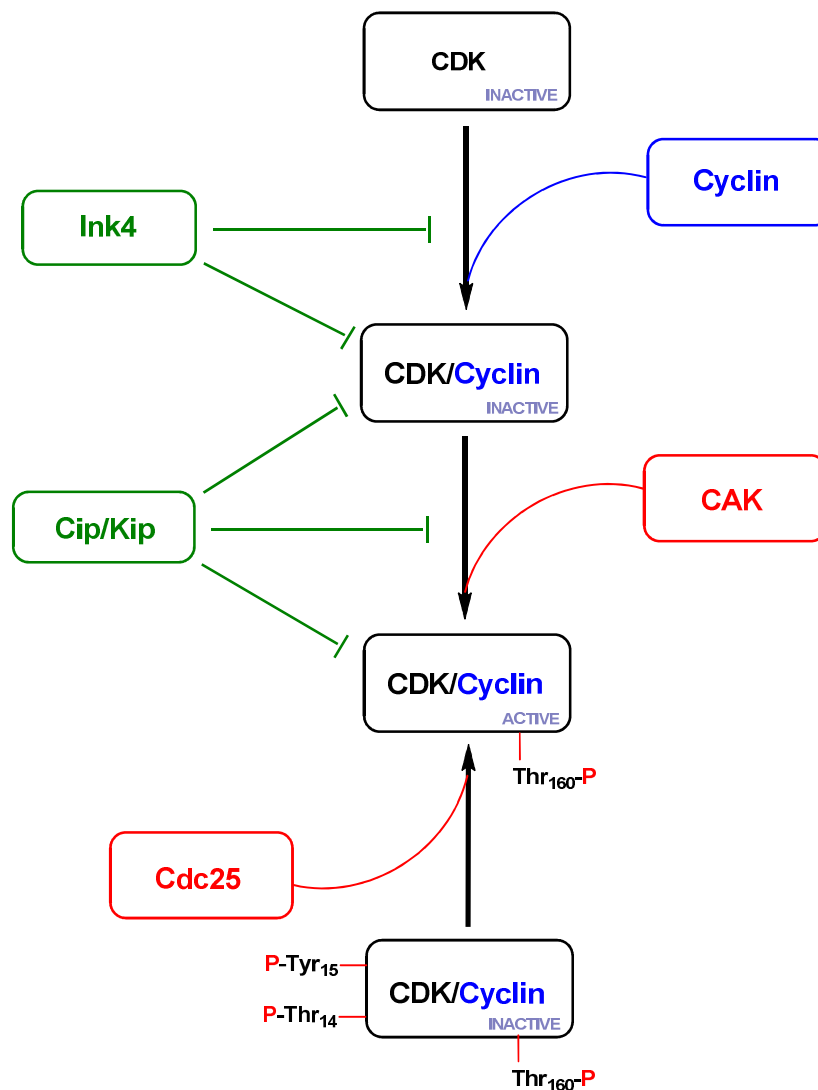 CDK
INACTIVE
Cyclin
Ink4
CDK/Cyclin
INACTIVE
CAK
Cip/Kip
CDK/Cyclin
ACTIVE
Thr160-P
Cdc25
P-Tyr15
CDK/Cyclin
P-Thr14
INACTIVE
Thr160-P